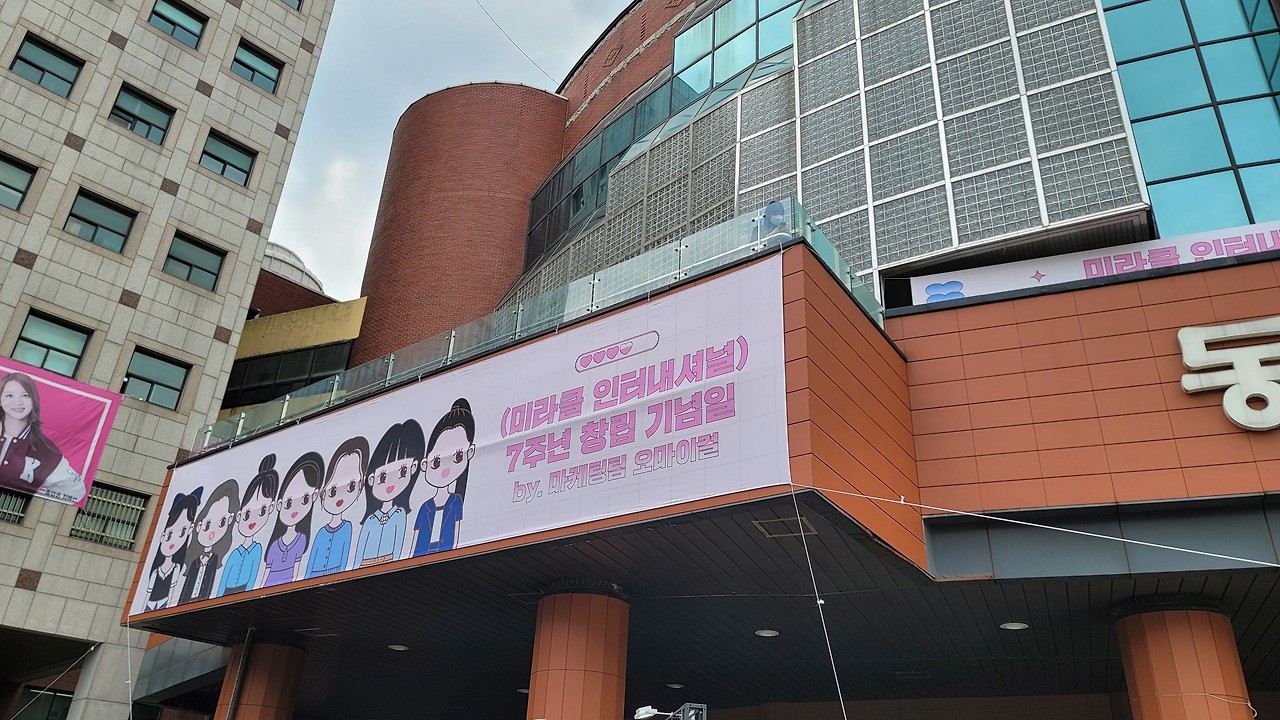 (미라클 인터내셔널)
7주년 창립 기념일
by. 마케팅팀 오마이걸
미라클 인터내
동
K